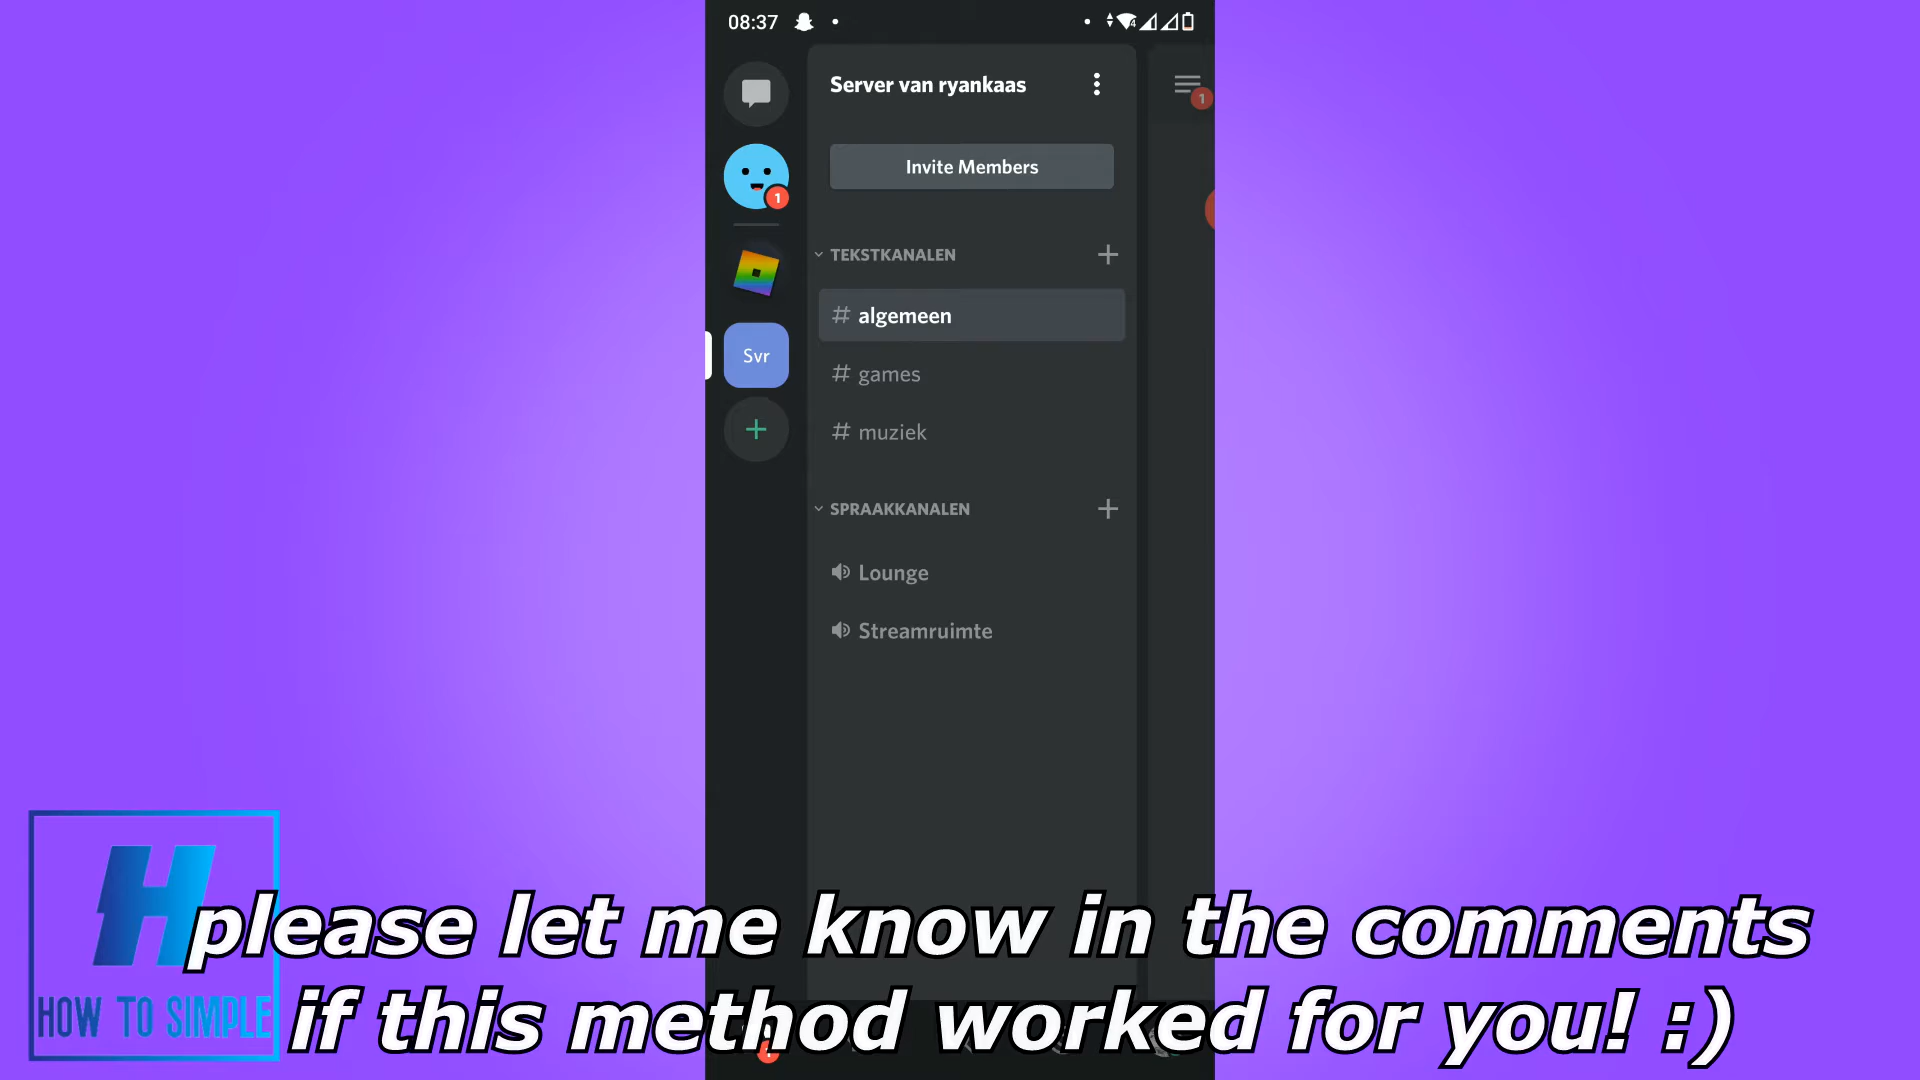 08:37
4
Server van ryankaas
1
Invite Members
1
TEKSTKANALEN
# algemeen
Svr
# games
# muziek
SPRAAKKANALEN
Lounge
Streamruimte
H
please let me know in the comments
HOW TO SIMPLE
if this method worked for you! :)